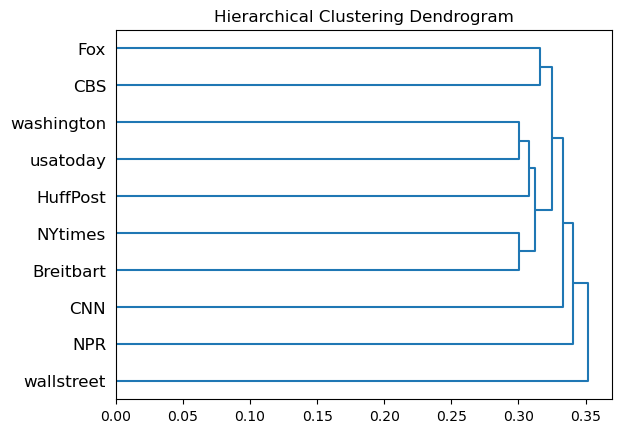 Hierarchical Clustering Dendrogram
Fox
CBS
washington
usatoday
HuffPost
NYtimes
Breitbart
CNN
NPR
wallstreet
0.00 0.05 0.10 0.15 0.20 0.25 0.30 0.35